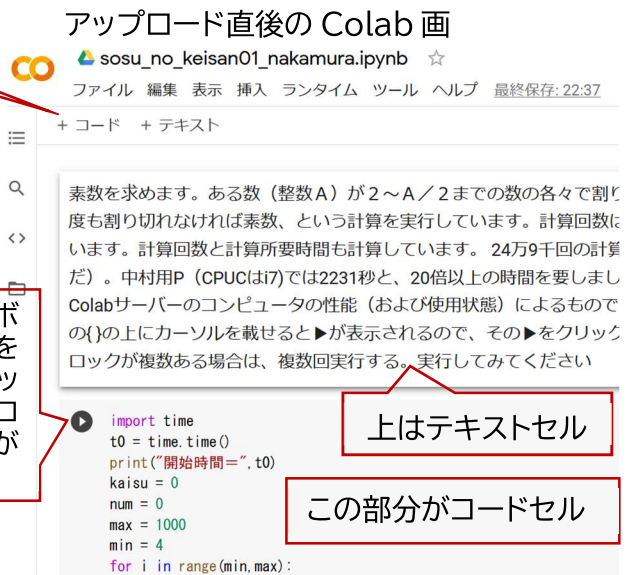 アップロード直後の Colab 画
sosu_no_keisan01_nakamura.ipynb
ファイル 編集 表示 挿入 ランタイム ツール ヘルプ 最終保存: 22:37
+ コード + テキスト
素数を求めます。ある数（整数A）が２～A／２までの数の各々で割り
度も割り切れなければ素数、という計算を実行しています。計算回数は
います。計算回数と計算所要時間も計算しています。 24万9千回の計算
だ）。中村用P（CPUCはi7)では2231秒と、20倍以上の時間を要しまし
Colabサーバーのコンピュータの性能（および使用状態）によるもので
の{}の上にカーソルを載せると▶が表示されるので、その▶をクリック
ロックが複数ある場合は、複数回実行する。実行してみてください
ボ
を
ッ
コ
が
上はテキストセル
import time
t0 = time.time()
print("開始時間＝",t0)
kaisu = 0
num = 0
max = 1000
min = 4
for i in range(min,max):
この部分がコードセル